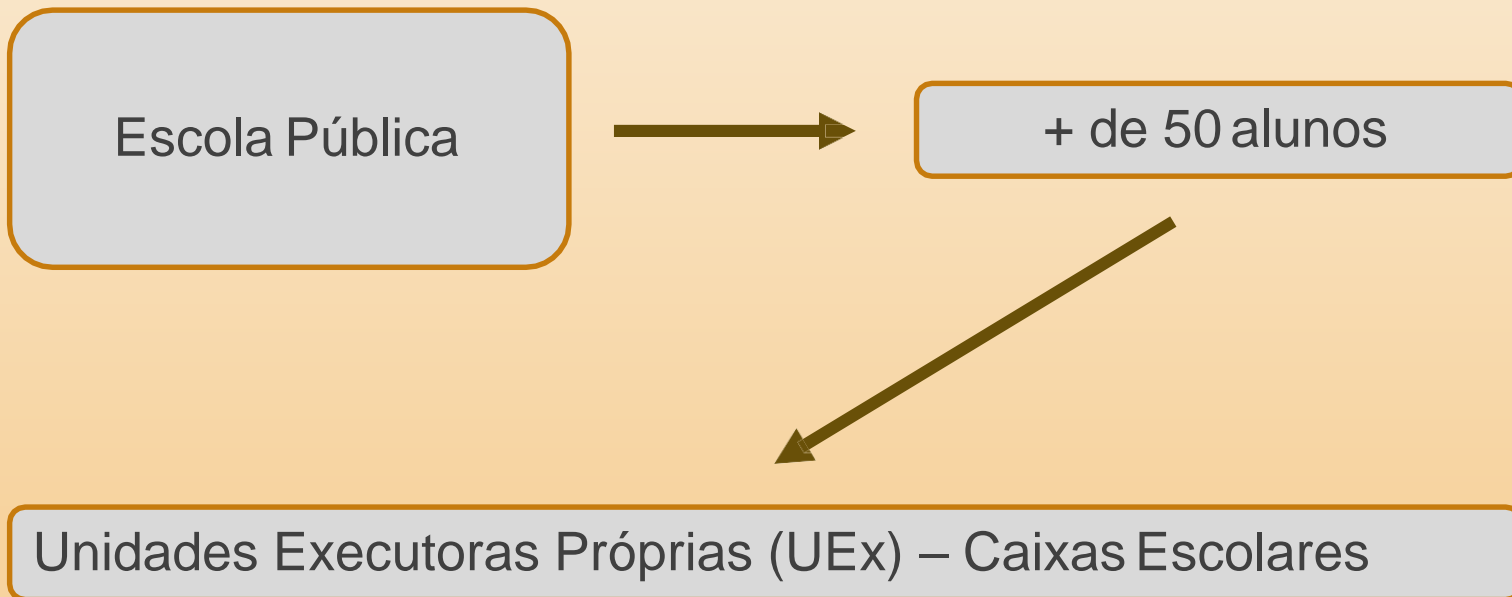 Escola Pública
+ de 50 alunos
Unidades Executoras Próprias (UEx) – Caixas Escolares